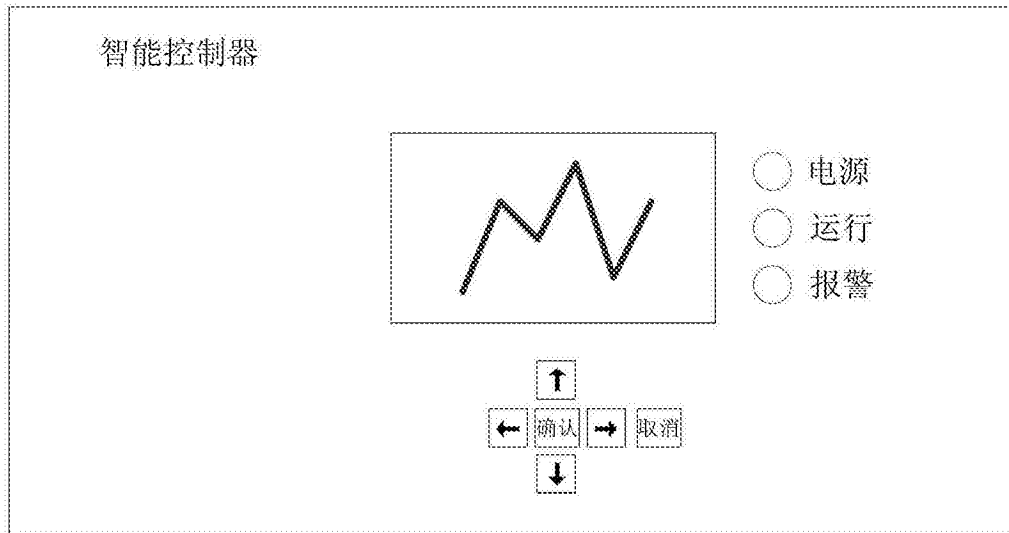 智能控制器
电源
运行
报警
↑
← 确认 → 取消
↓